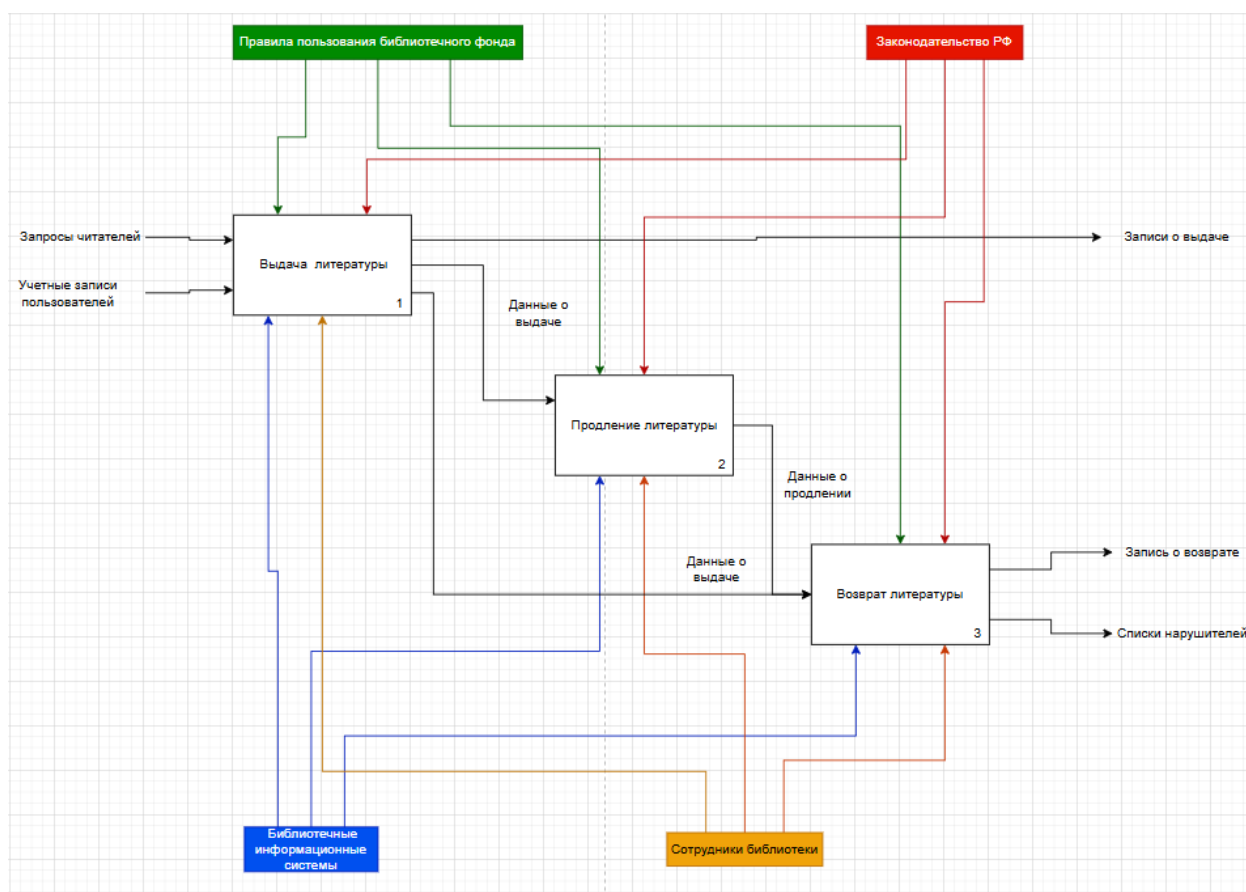 Правила пользования библиотечного фонда
Законодательство РФ
Запросы читателей
Учетные записи
пользователей
Выдача литературы
1
Записи о выдаче
Данные о
выдаче
Продление литературы
2
Данные о
продлении
Данные о
выдаче
Возврат литературы
3
Запись о возврате
Списки нарушителей
Библиотечные
информационные
системы
Сотрудники библиотеки